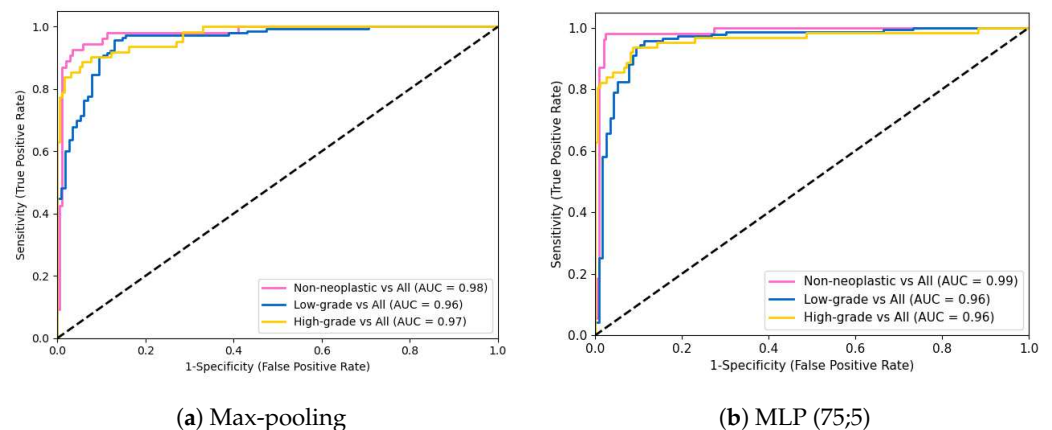 1.0
0.8
0.6
0.4
0.2
0.0
Sensitivity (True Positive Rate)
Non-neoplastic vs All (AUC = 0.98)
Low-grade vs All (AUC = 0.96)
High-grade vs All (AUC = 0.97)
0.0 0.2 0.4 0.6 0.8 1.0
1-Specificity (False Positive Rate)
(a) Max-pooling
1.0
0.8
0.6
0.4
0.2
0.0
Sensitivity (True Positive Rate)
Non-neoplastic vs All (AUC = 0.99)
Low-grade vs All (AUC = 0.96)
High-grade vs All (AUC = 0.96)
0.0 0.2 0.4 0.6 0.8 1.0
1-Specificity (False Positive Rate)
(b) MLP (75;5)